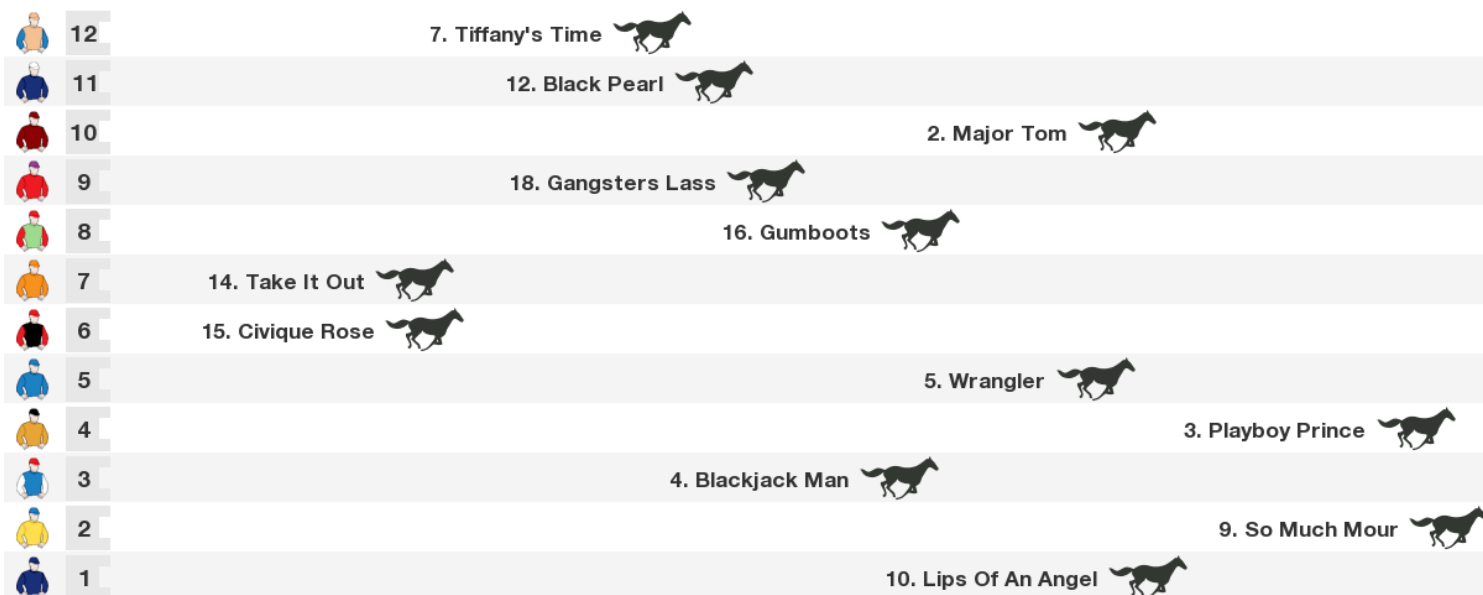 12 7. Tiffany's Time
11 12. Black Pearl
10 2. Major Tom
9 18. Gangsters Lass
8 16. Gumboots
7 14. Take It Out
6 15. Civique Rose
5 5. Wrangler
4 3. Playboy Prince
3 4. Blackjack Man
2 9. So Much Mour
1 10. Lips Of An Angel